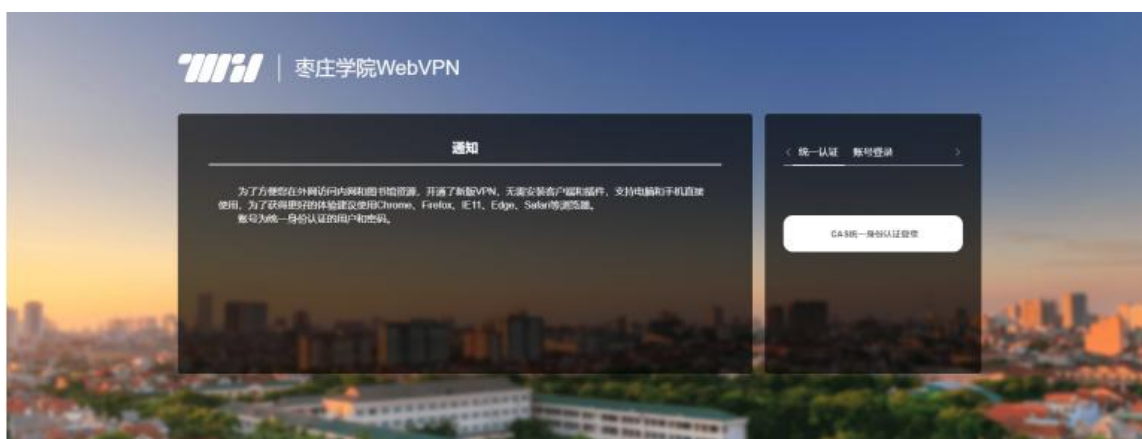 枣庄学院WebVPN
通知
为了方便您在外网访问内网和图书馆资源，开通了新版VPN、无需安装客户端和插件、支持电脑和手机直接
使用，为了获得更好的体验建议使用Chrome、Firefox、IE11、Edge、Safari等浏览器。
账号为统一身份认证的用户和密码。
统一认证 账号登录
CAS统一身份认证登录